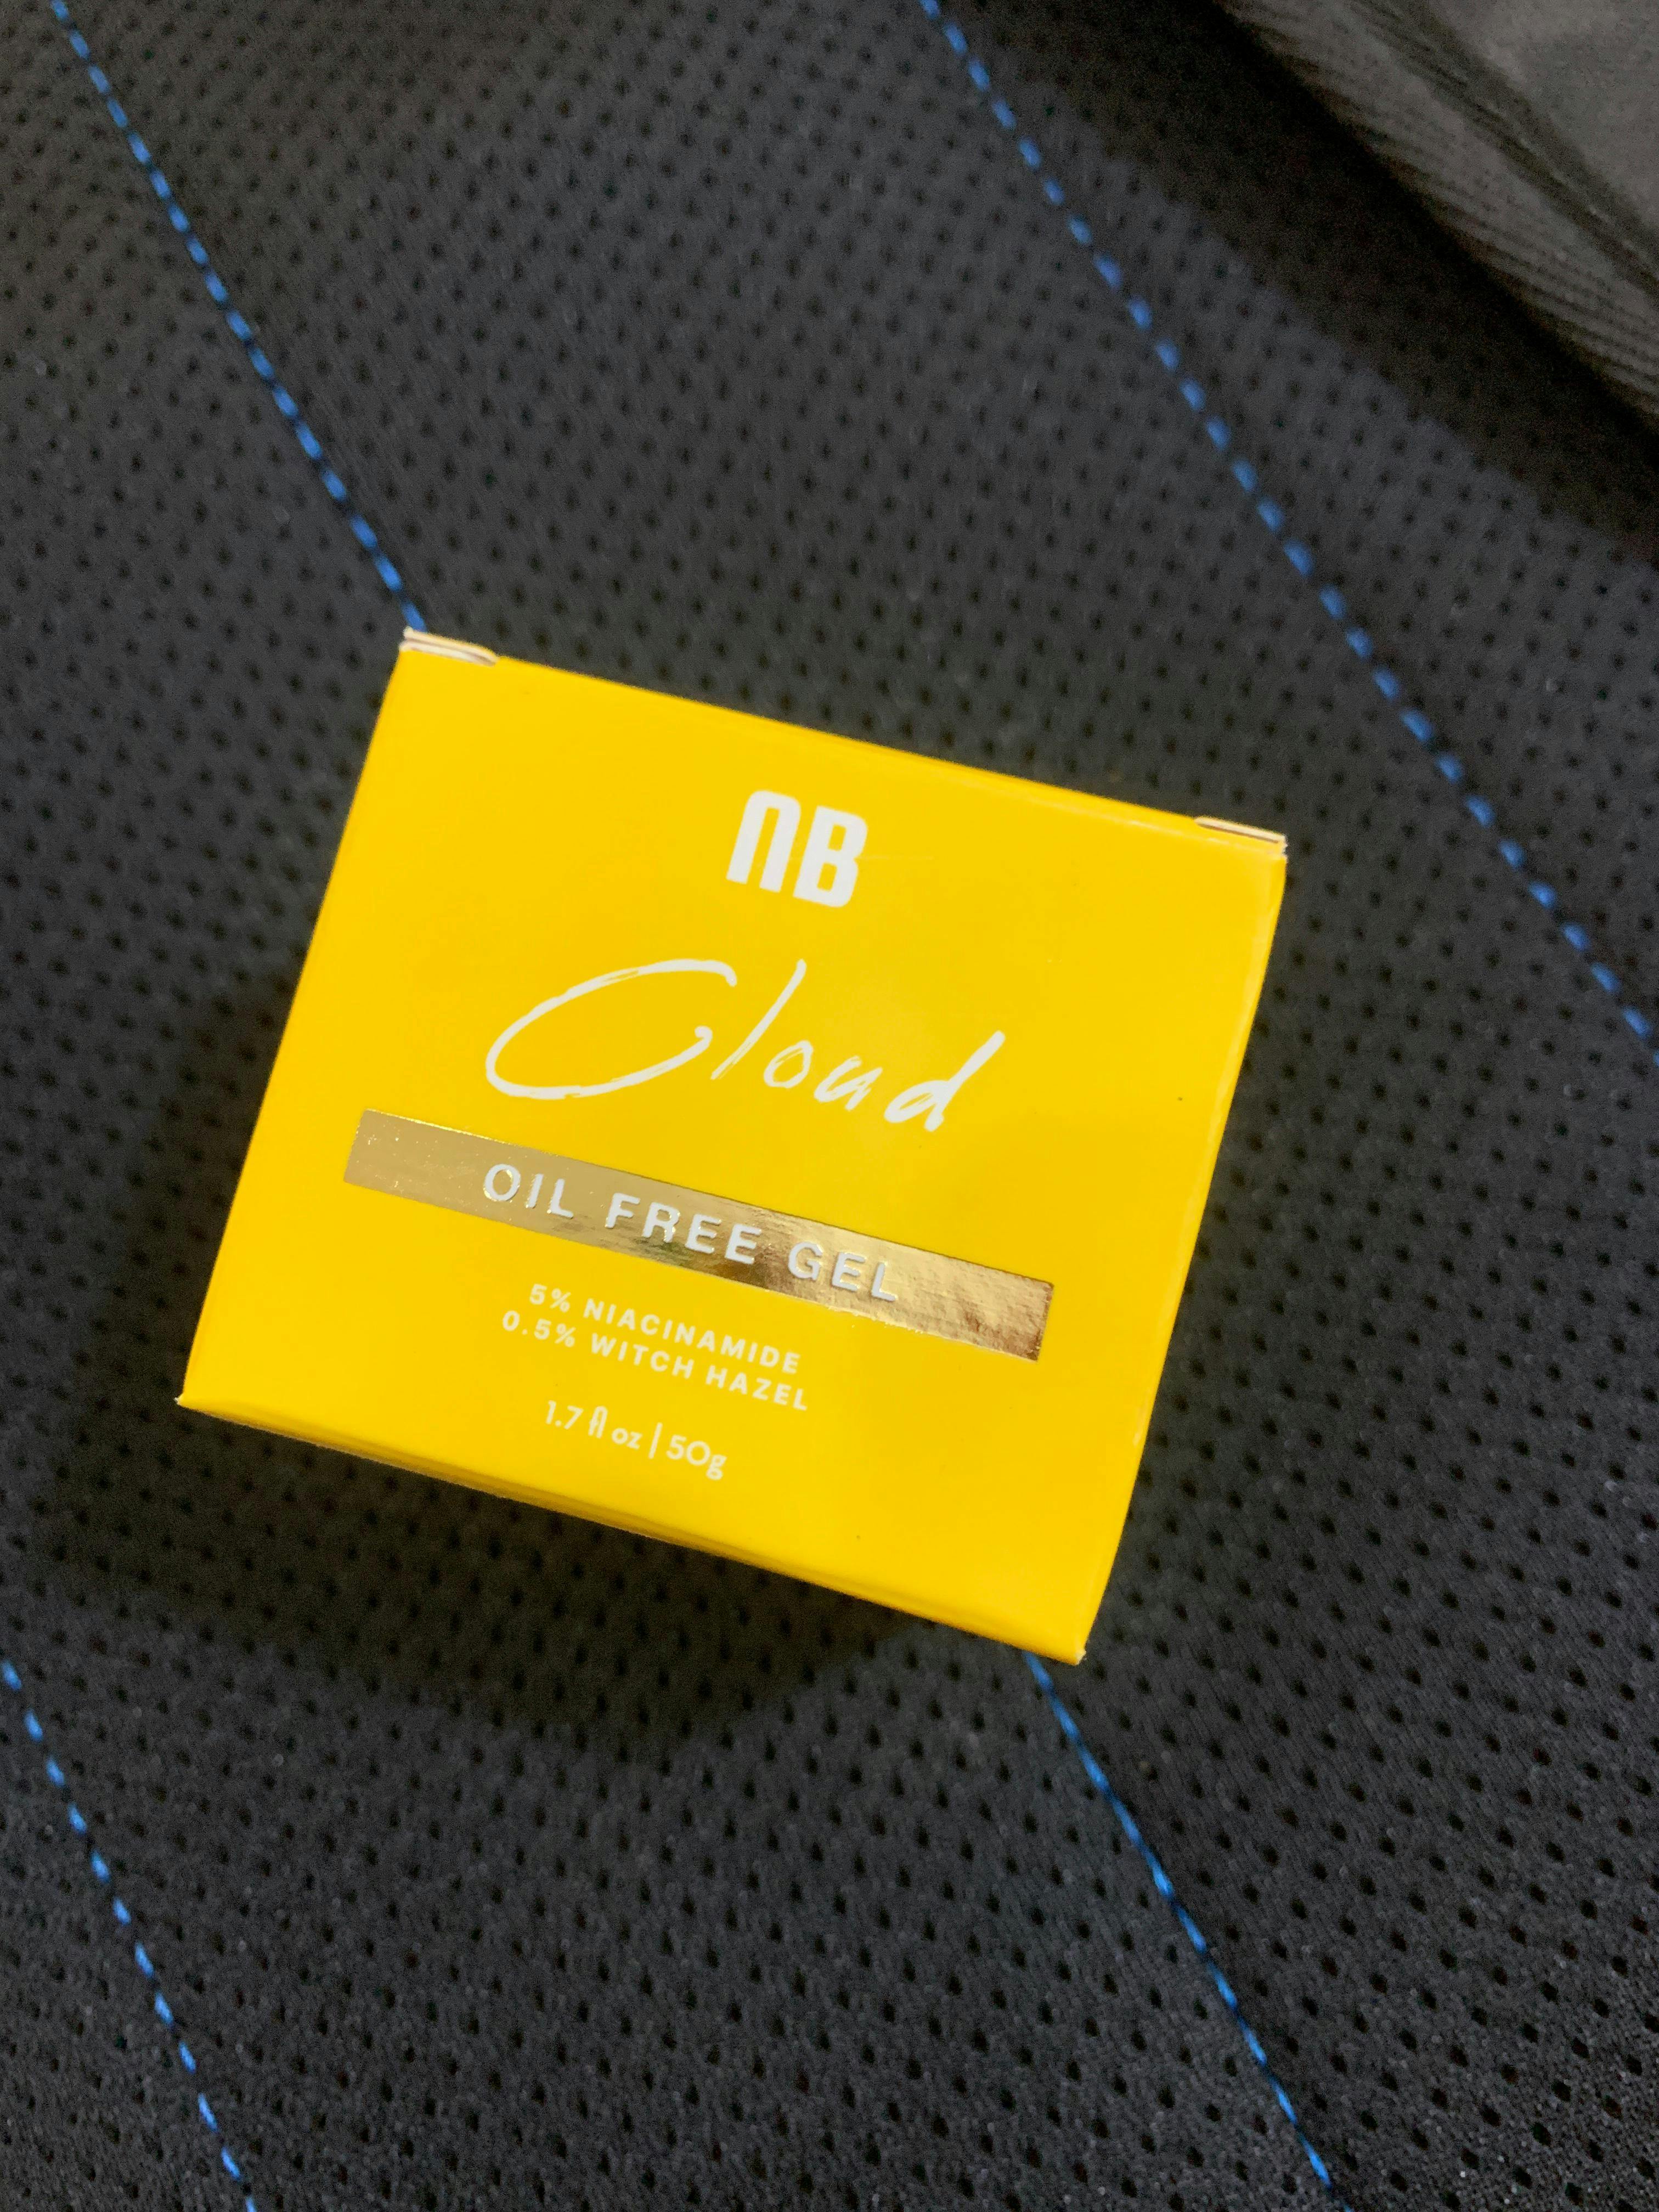 NB
Cloud
OIL FREE GEL
5% NIACINAMIDE
0.5% WITCH HAZEL
1.7 fl oz | 50g